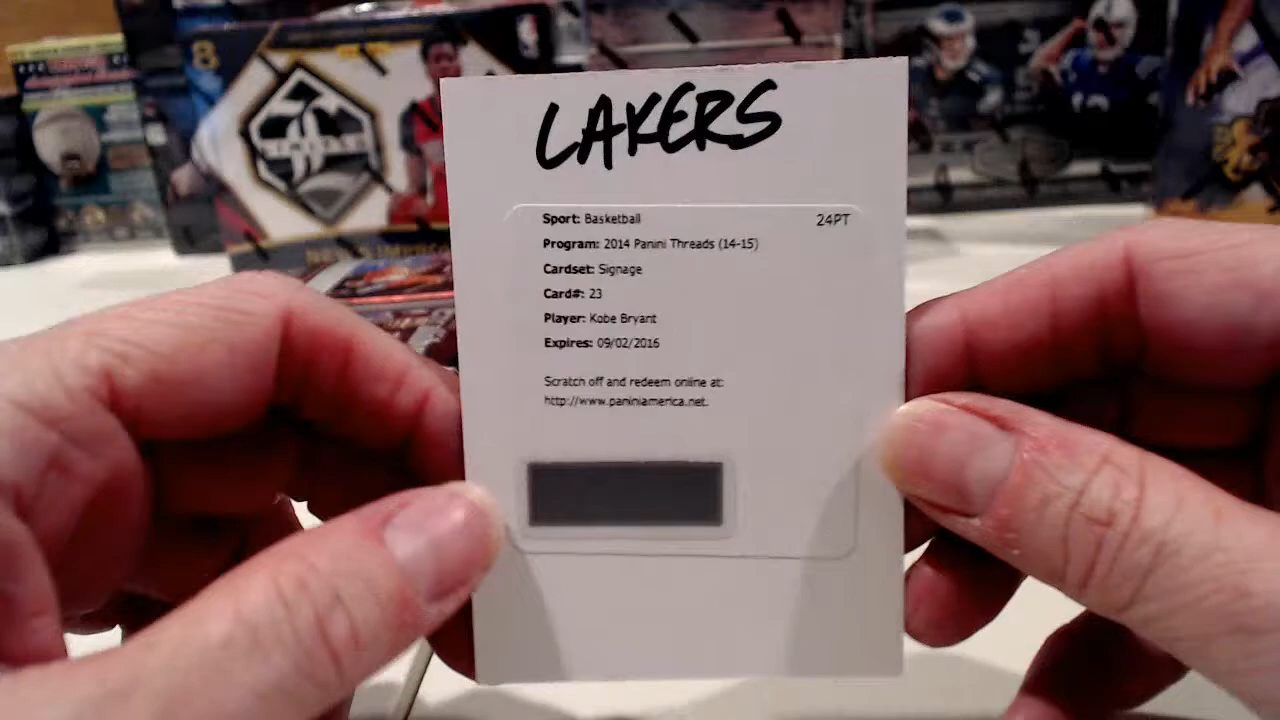 LAKERS
Sport: Basketball 24PT
Program: 2014 Panini Threads (14-15)
Cardset: Signage
Card#: 23
Player: Kobe Bryant
Expires: 09/02/2016
Scratch off and redeem online at:
http://www.paniniamerica.net.
8